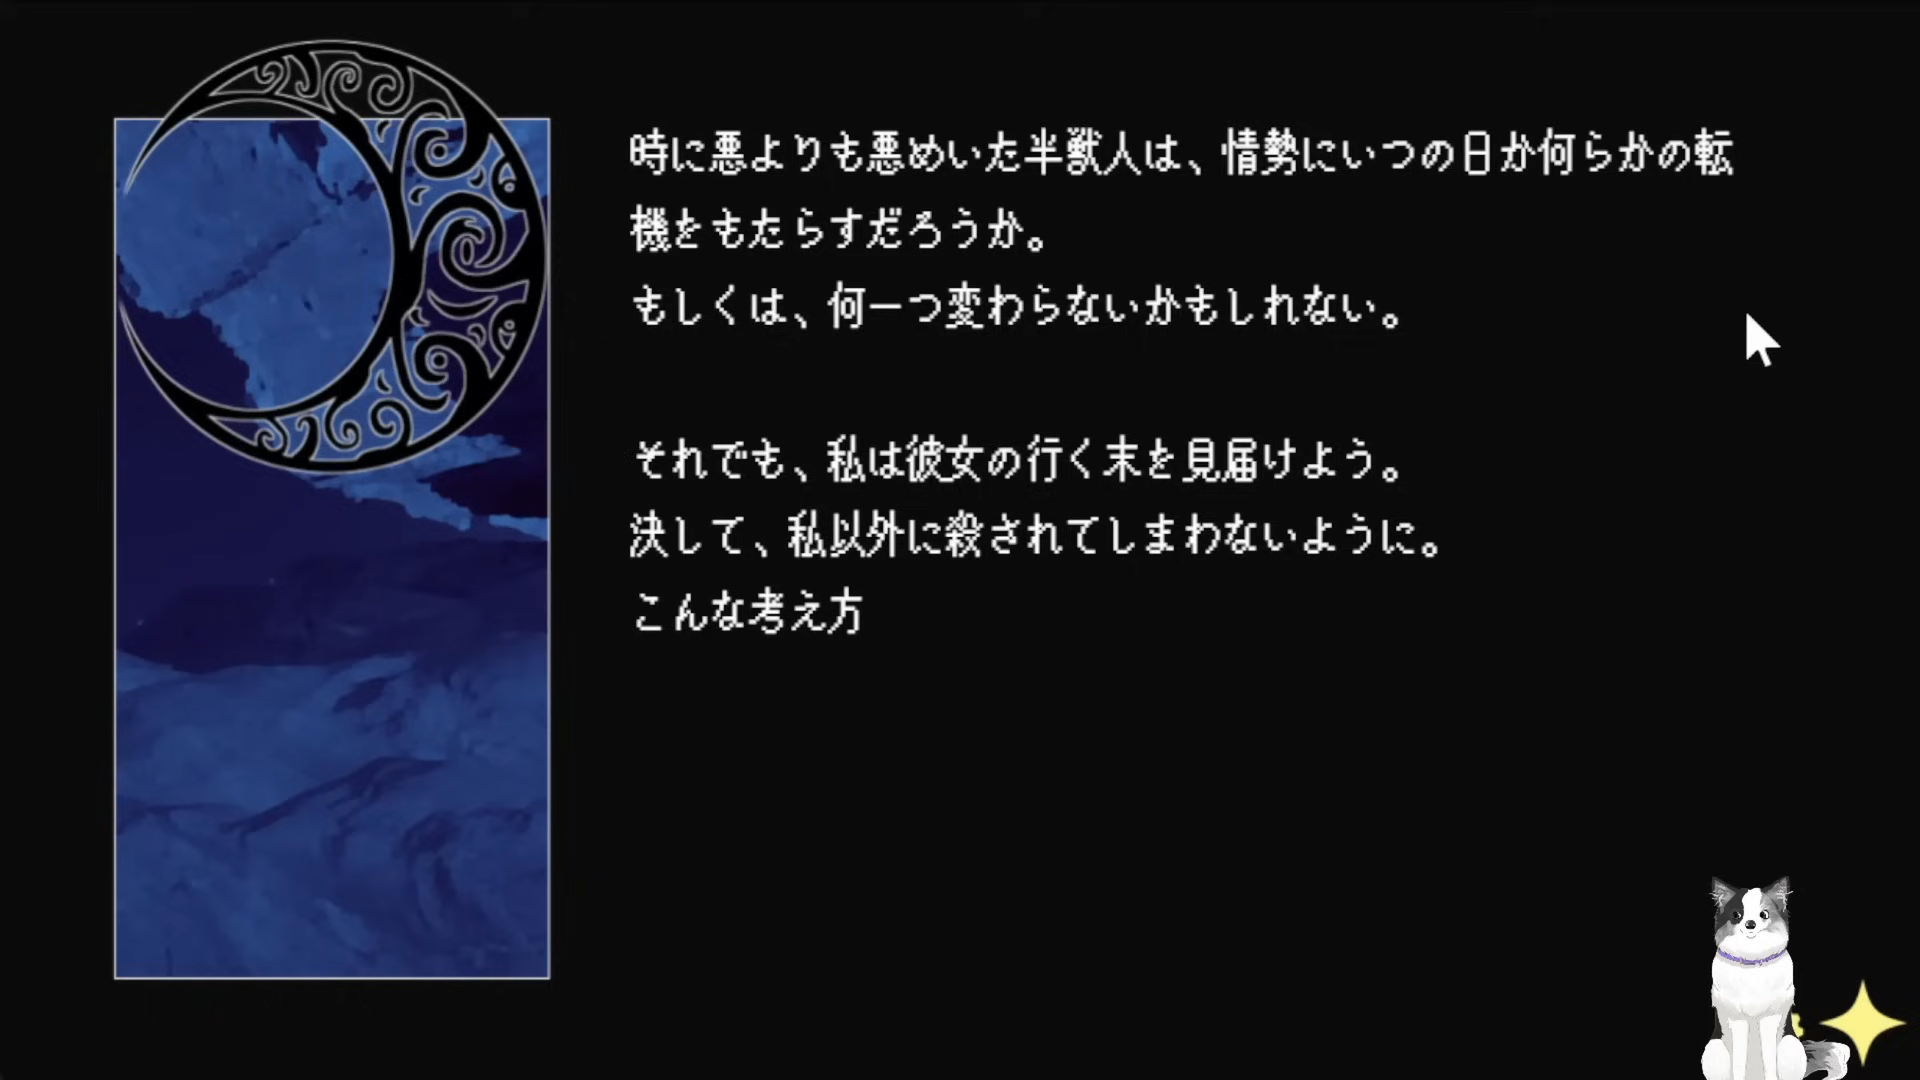 時に悪よりも悪めいた半獣人は、情勢にいつの日か何らかの転
機をもたらすだろうか。
もしくは、何一つ変わらないかもしれない。
それでも、私は彼女の行く末を見届けよう。
決して、私以外に殺されてしまわないように。
こんな考え方